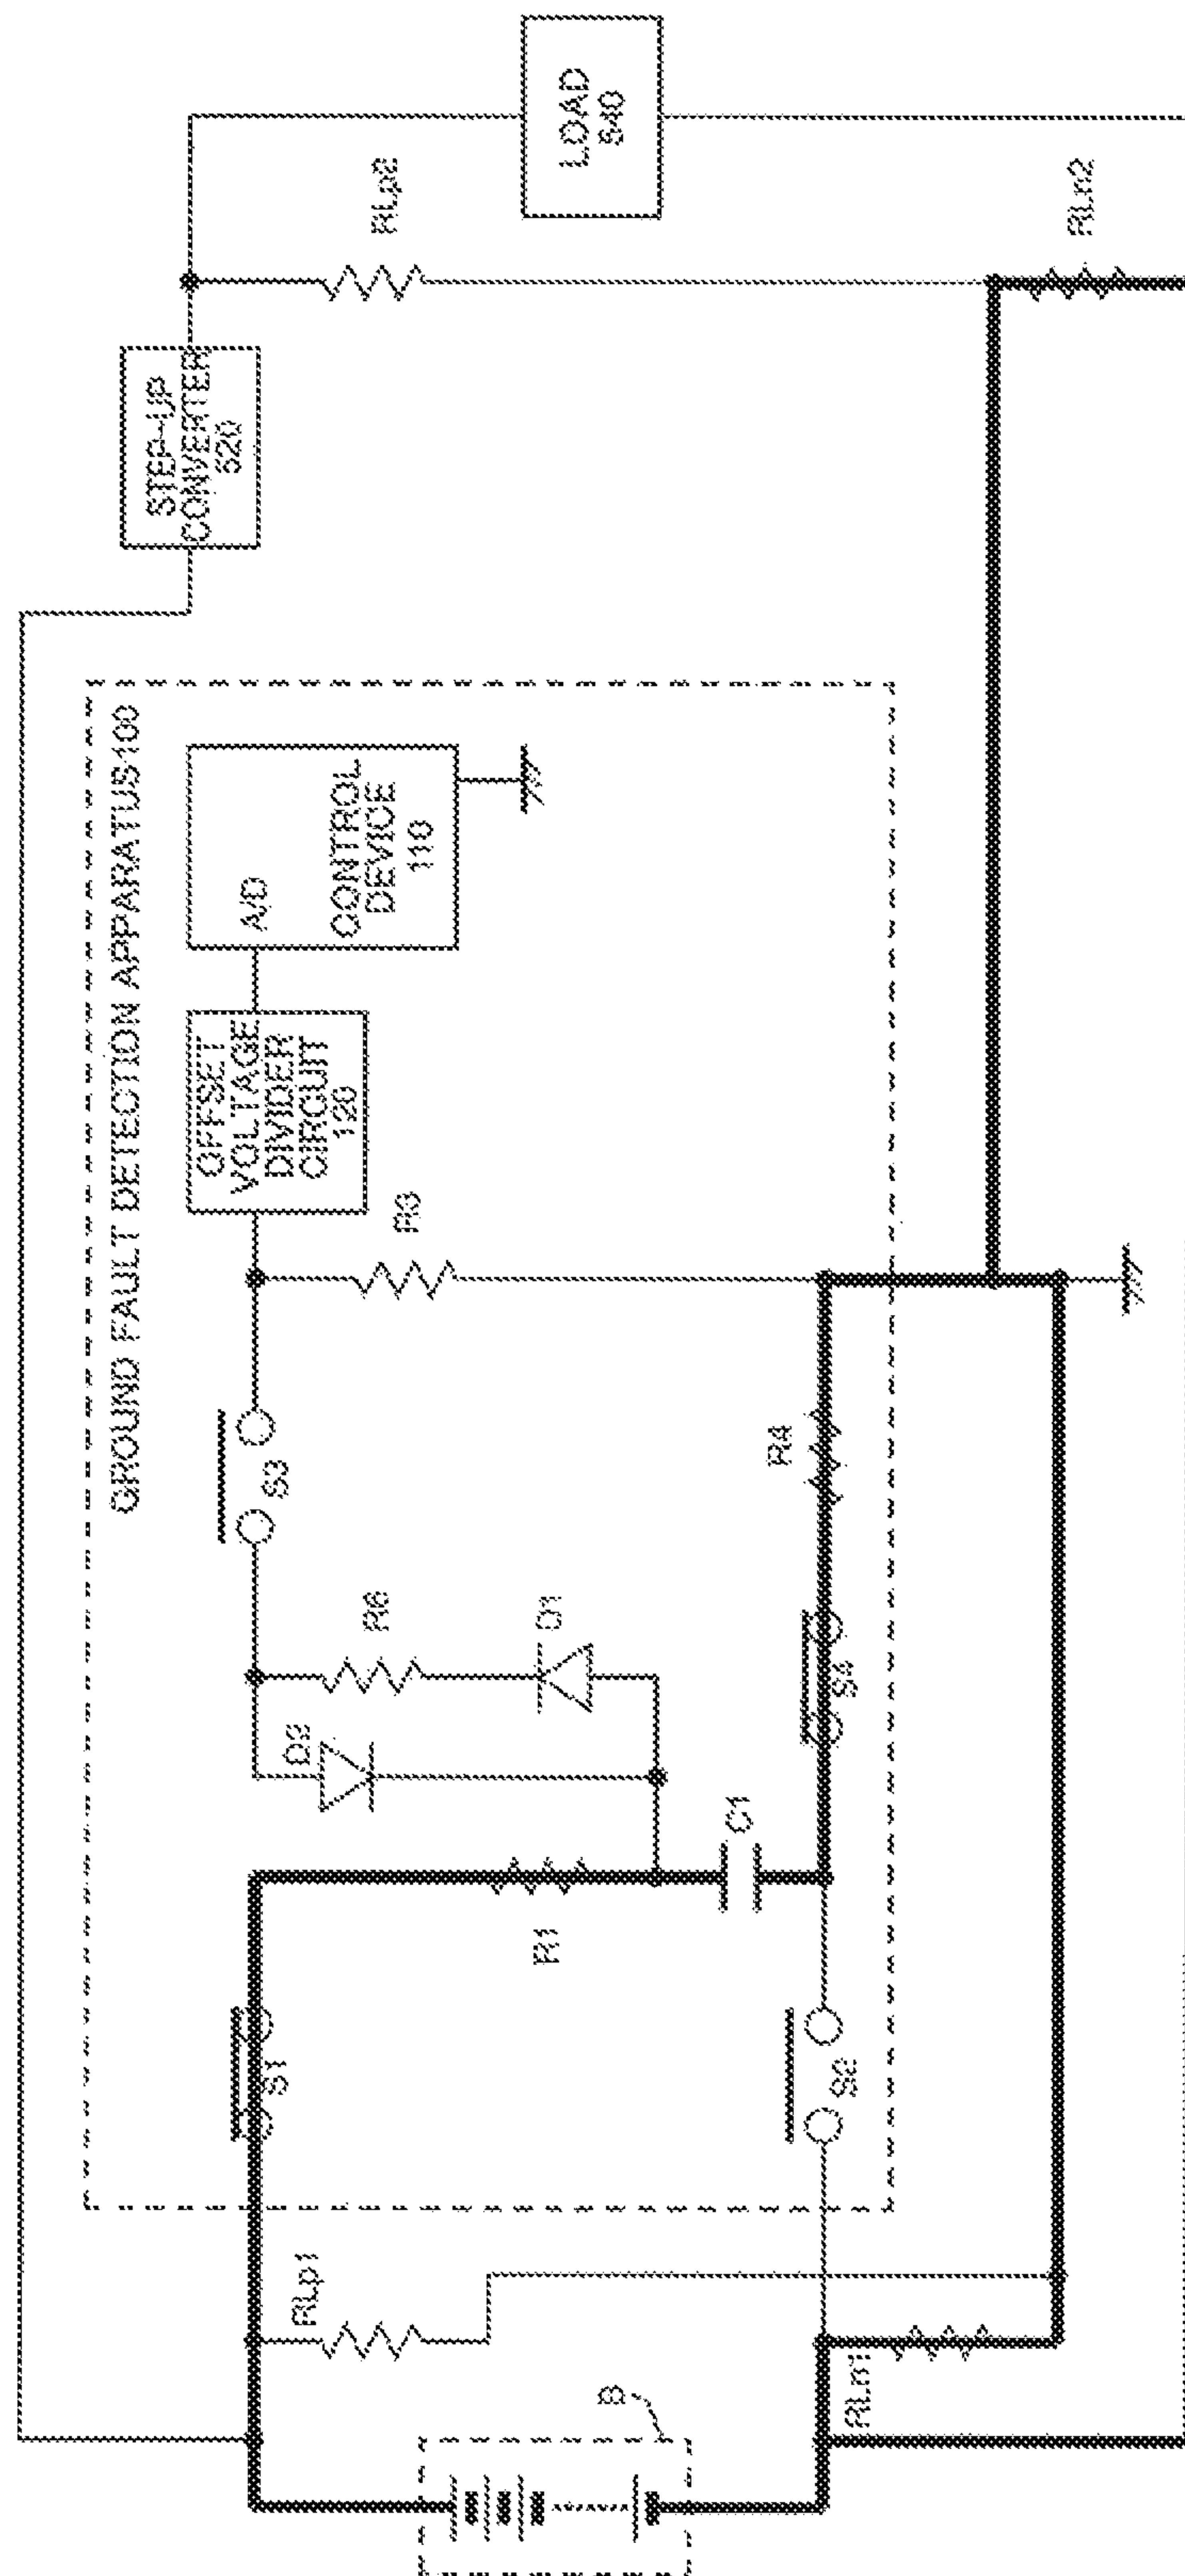 GROUND FAULT DETECTION APPARATUS100
STEP-UP
CONVERTER
520
LOAD
540
RLp2
RLn2
A/D
CONTROL
DEVICE
110
OFFSET
VOLTAGE
DIVIDER
CIRCUIT
120
R3
S3
R6
D1
D2
R4
S4
C1
R1
S1
S2
RLp1
RLn1
B